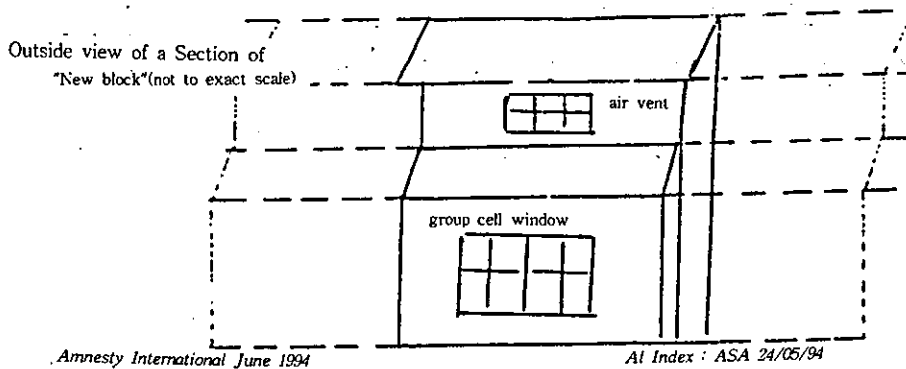 Outside view of a Section of
"New block"(not to exact scale)
air vent
group cell window
Amnesty International June 1994
AI Index : ASA 24/05/94